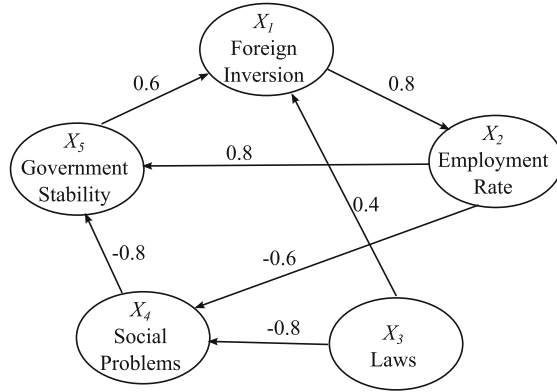 X1
Foreign
Inversion
0.6
0.8
X5
Government
Stability
X2
Employment
Rate
0.8
0.4
-0.8
-0.6
X4
Social
Problems
-0.8
X3
Laws